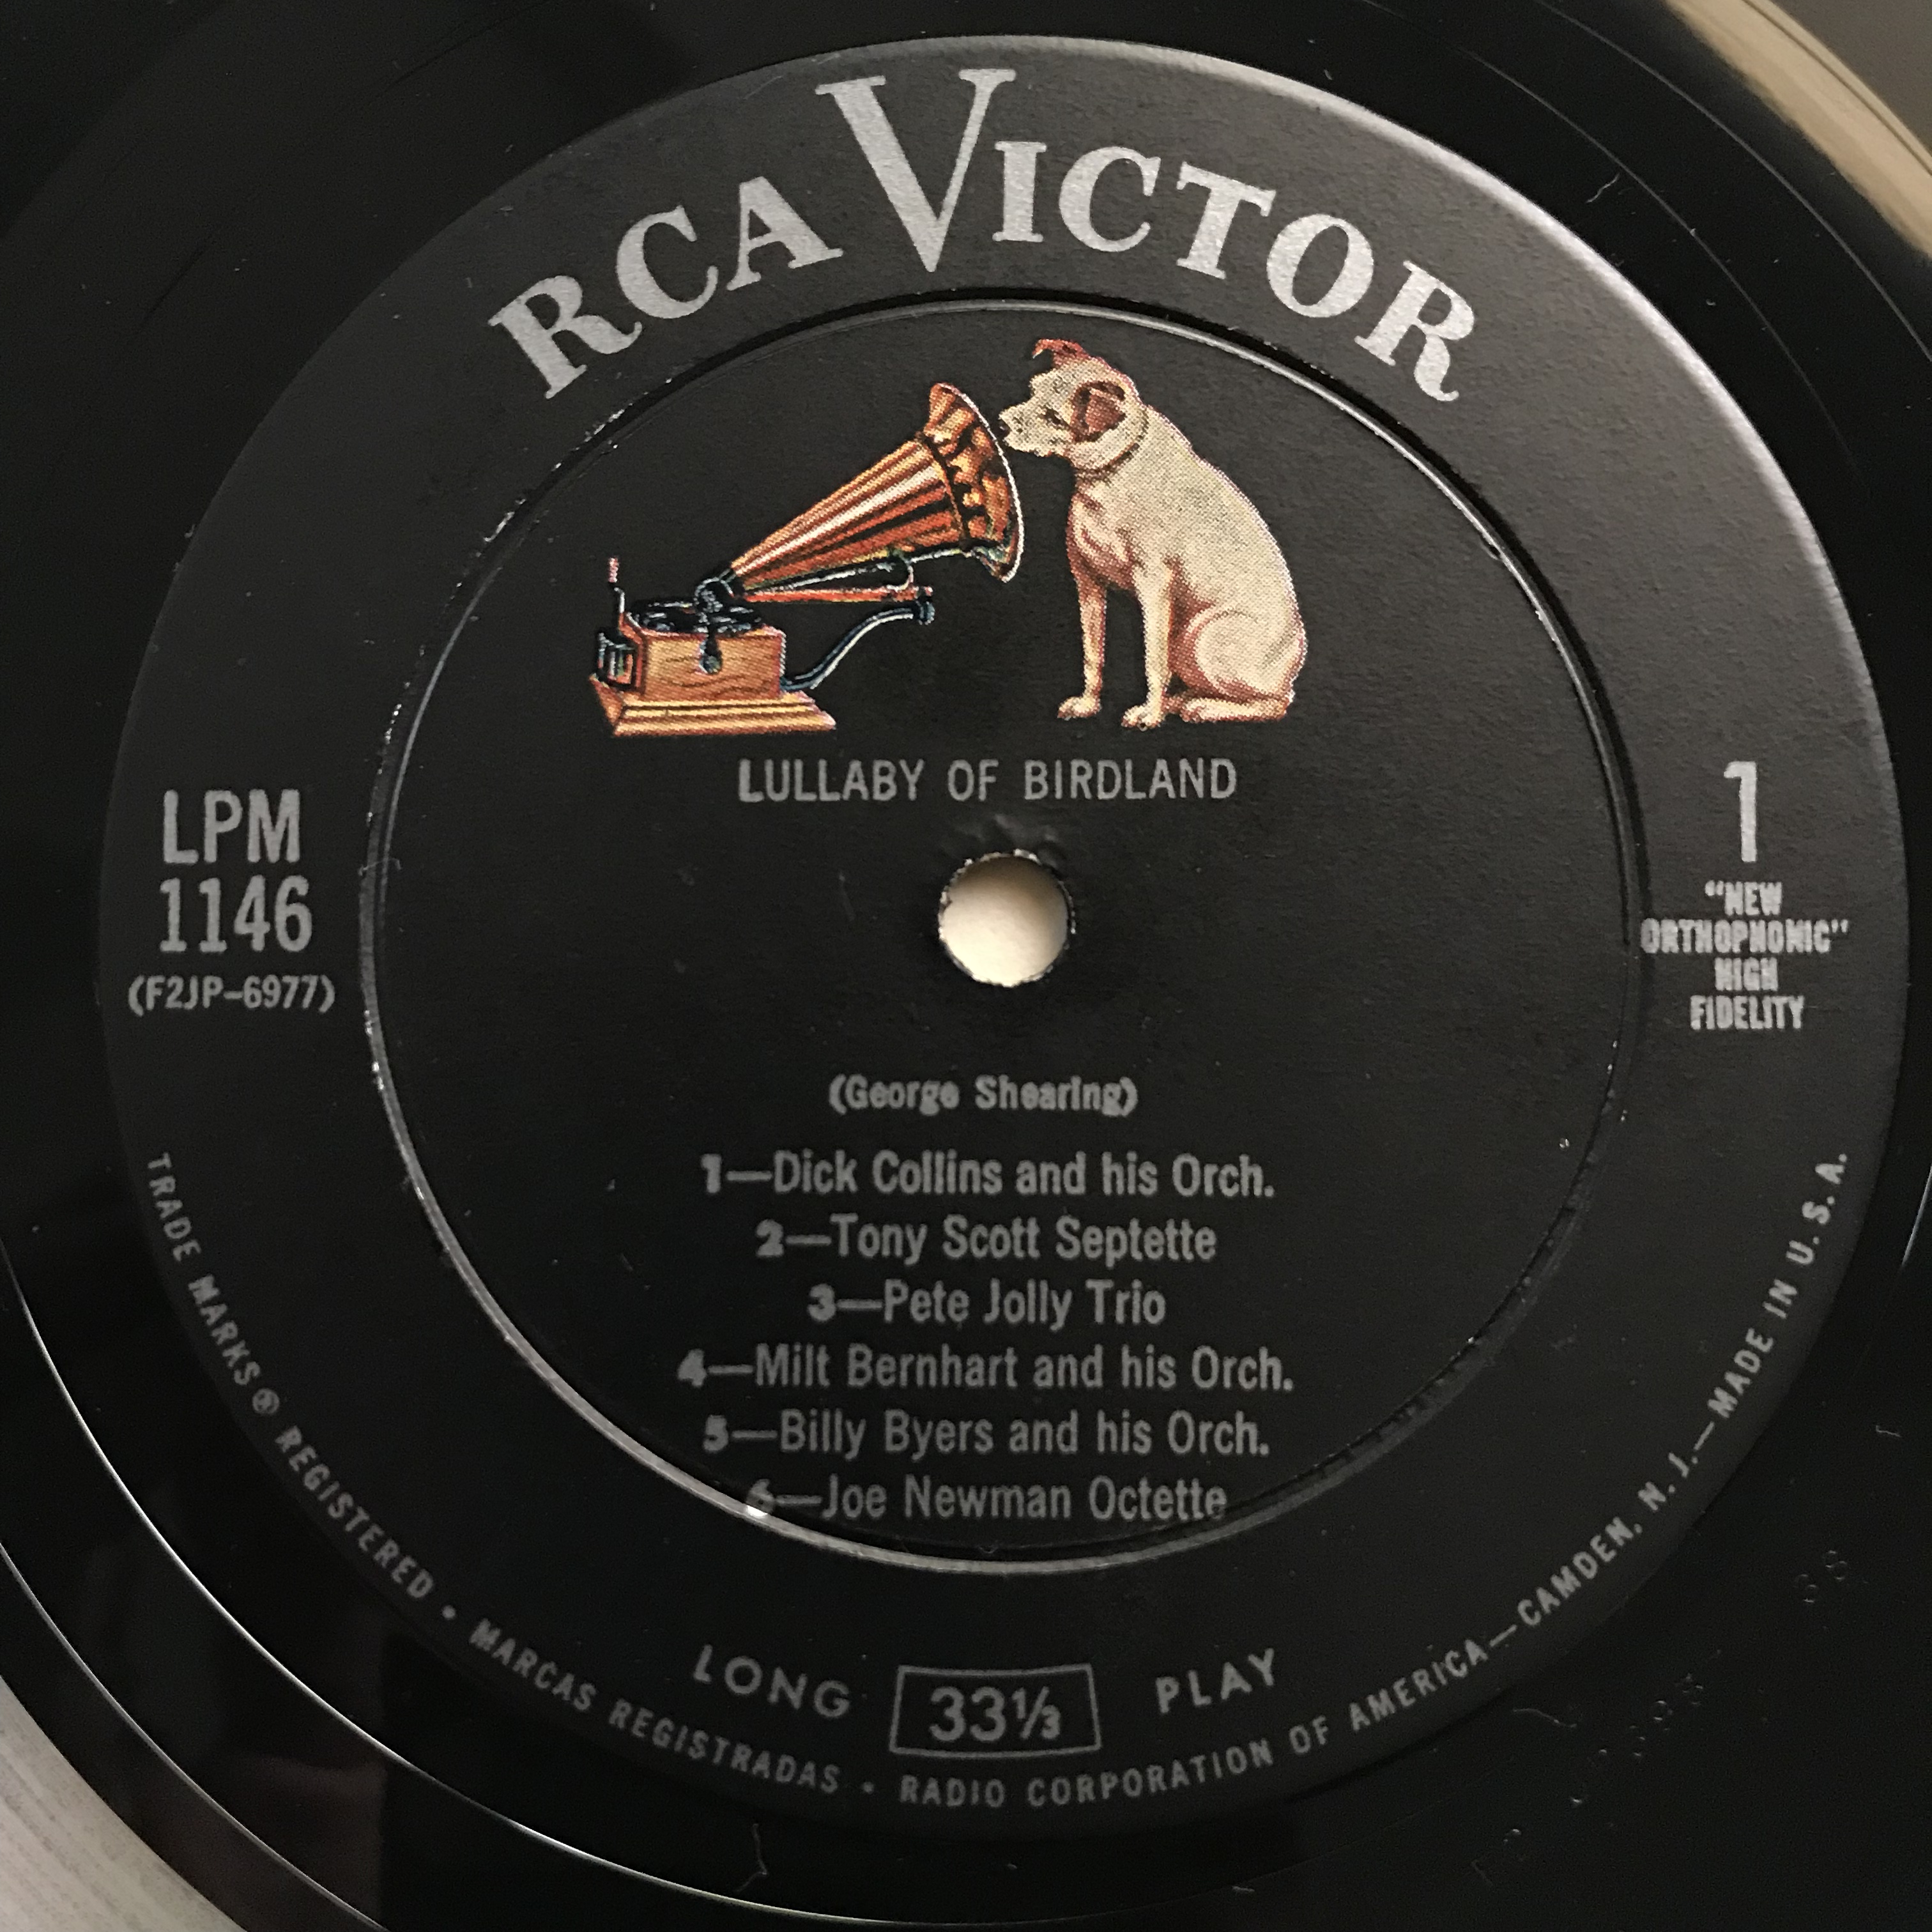 RCA VICTOR
LULLABY OF BIRDLAND
LPM
1146
(F2JP-6977)
1
"NEW
ORTHOPHONIC"
HIGH
FIDELITY
(George Shearing)
1—Dick Collins and his Orch.
2—Tony Scott Septette
3—Pete Jolly Trio
4—Milt Bernhart and his Orch.
5—Billy Byers and his Orch.
6—Joe Newman Octette
LONG 33⅓ PLAY
TRADE MARKS ® REGISTERED • MARCAS REGISTRADAS • RADIO CORPORATION OF AMERICA—CAMDEN, N. J.—MADE IN U. S. A.